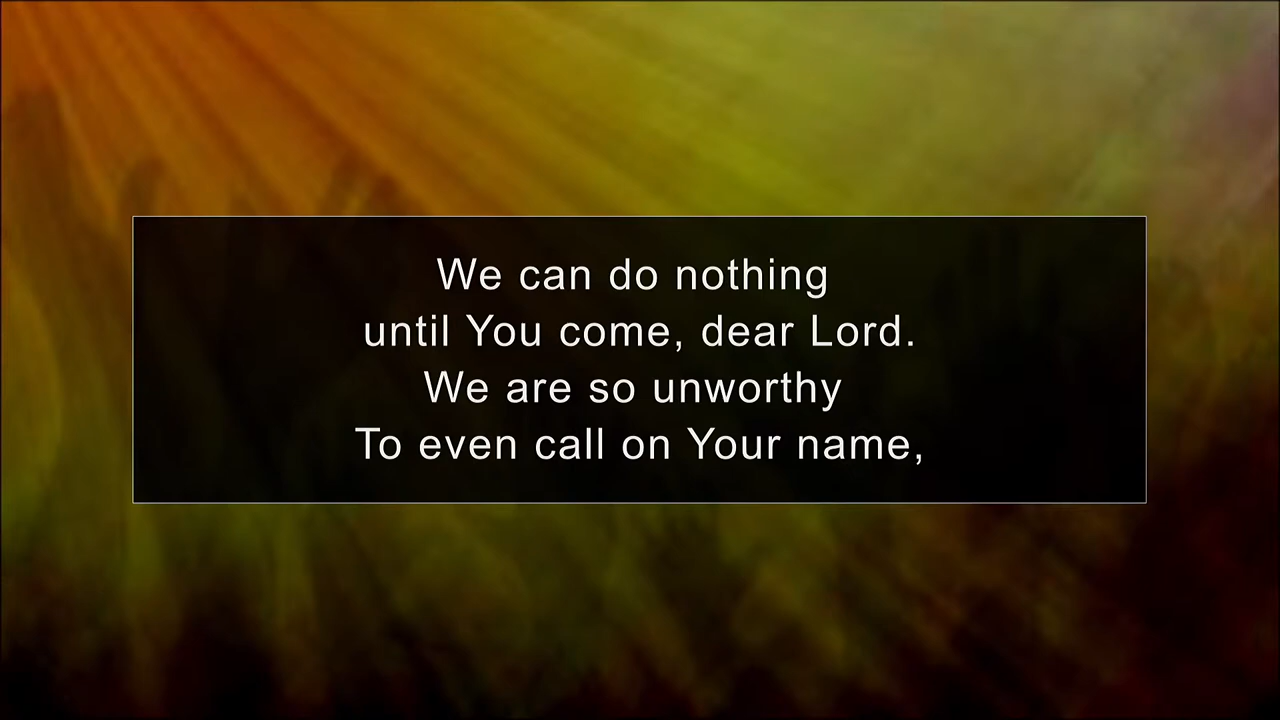 We can do nothing
until You come, dear Lord.
We are so unworthy
To even call on Your name,